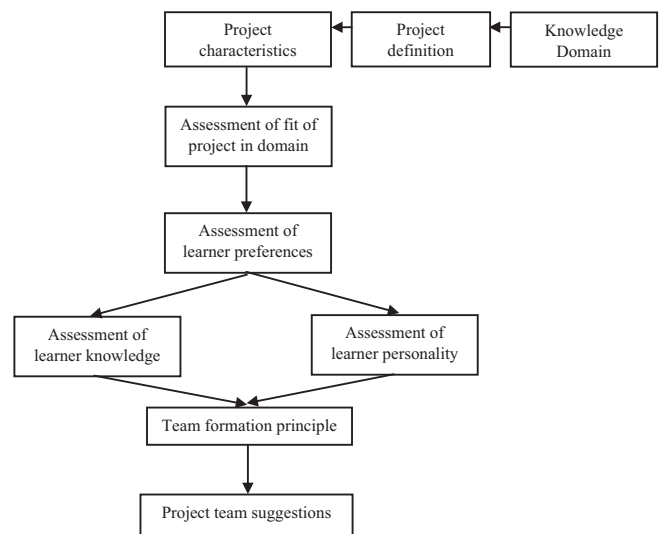 Project
characteristics
Project
definition
Knowledge
Domain
Assessment of fit of
project in domain
Assessment of
learner preferences
Assessment of
learner knowledge
Assessment of
learner personality
Team formation principle
Project team suggestions